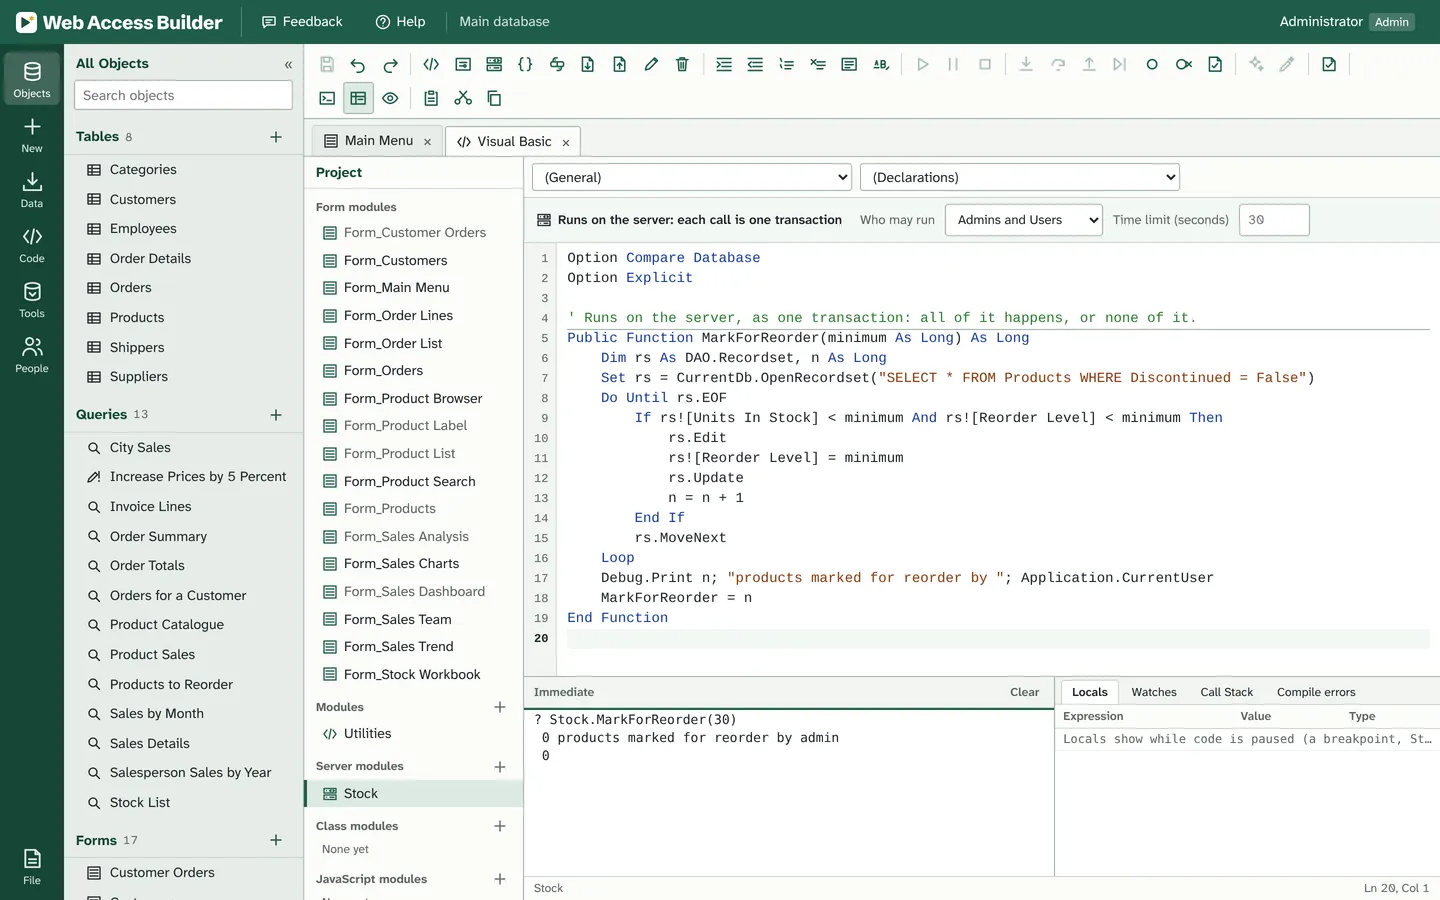 Web Access Builder
Feedback
Help
Main database
Administrator Admin
Objects
New
Data
Code
Tools
People
File
All Objects «
Search objects
Tables 8 +
Categories
Customers
Employees
Order Details
Orders
Products
Shippers
Suppliers
Queries 13 +
City Sales
Increase Prices by 5 Percent
Invoice Lines
Order Summary
Order Totals
Orders for a Customer
Product Catalogue
Product Sales
Products to Reorder
Sales by Month
Sales Details
Salesperson Sales by Year
Stock List
Forms 17 +
Customer Orders
Main Menu ×
Visual Basic ×
Project
Form modules
Form_Customer Orders
Form_Customers
Form_Main Menu
Form_Order Lines
Form_Order List
Form_Orders
Form_Product Browser
Form_Product Label
Form_Product List
Form_Product Search
Form_Products
Form_Sales Analysis
Form_Sales Charts
Form_Sales Dashboard
Form_Sales Team
Form_Sales Trend
Form_Stock Workbook
Modules +
Utilities
Server modules +
Stock
Class modules +
None yet
JavaScript modules +
(General)
(Declarations)
Runs on the server: each call is one transaction Who may run Admins and Users Time limit (seconds) 30
1 Option Compare Database
2 Option Explicit
3
4 ' Runs on the server, as one transaction: all of it happens, or none of it.
5 Public Function MarkForReorder(minimum As Long) As Long
6 Dim rs As DAO.Recordset, n As Long
7 Set rs = CurrentDb.OpenRecordset("SELECT * FROM Products WHERE Discontinued = False")
8 Do Until rs.EOF
9 If rs![Units In Stock] < minimum And rs![Reorder Level] < minimum Then
10 rs.Edit
11 rs![Reorder Level] = minimum
12 rs.Update
13 n = n + 1
14 End If
15 rs.MoveNext
16 Loop
17 Debug.Print n; "products marked for reorder by "; Application.CurrentUser
18 MarkForReorder = n
19 End Function
20
Immediate Clear
? Stock.MarkForReorder(30)
0 products marked for reorder by admin
0
Locals Watches Call Stack Compile errors
Expression Value Type
Locals show while code is paused (a breakpoint, St…
Stock
Ln 20, Col 1